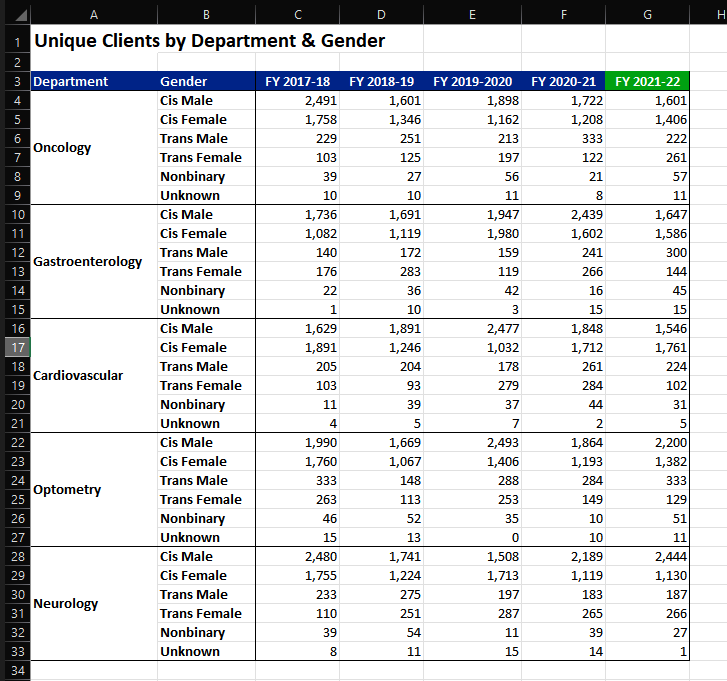 A B C D E F G H
1 Unique Clients by Department & Gender
2
3 Department Gender FY 2017-18 FY 2018-19 FY 2019-2020 FY 2020-21 FY 2021-22
4 Cis Male 2,491 1,601 1,898 1,722 1,601
5 Cis Female 1,758 1,346 1,162 1,208 1,406
6 Trans Male 229 251 213 333 222
Oncology
7 Trans Female 103 125 197 122 261
8 Nonbinary 39 27 56 21 57
9 Unknown 10 10 11 8 11
10 Cis Male 1,736 1,691 1,947 2,439 1,647
11 Cis Female 1,082 1,119 1,980 1,602 1,586
12 Trans Male 140 172 159 241 300
Gastroenterology
13 Trans Female 176 283 119 266 144
14 Nonbinary 22 36 42 16 45
15 Unknown 1 10 3 15 15
16 Cis Male 1,629 1,891 2,477 1,848 1,546
17 Cis Female 1,891 1,246 1,032 1,712 1,761
18 Trans Male 205 204 178 261 224
Cardiovascular
19 Trans Female 103 93 279 284 102
20 Nonbinary 11 39 37 44 31
21 Unknown 4 5 7 2 5
22 Cis Male 1,990 1,669 2,493 1,864 2,200
23 Cis Female 1,760 1,067 1,406 1,193 1,382
24 Trans Male 333 148 288 284 333
Optometry
25 Trans Female 263 113 253 149 129
26 Nonbinary 46 52 35 10 51
27 Unknown 15 13 0 10 11
28 Cis Male 2,480 1,741 1,508 2,189 2,444
29 Cis Female 1,755 1,224 1,713 1,119 1,130
30 Trans Male 233 275 197 183 187
Neurology
31 Trans Female 110 251 287 265 266
32 Nonbinary 39 54 11 39 27
33 Unknown 8 11 15 14 1
34